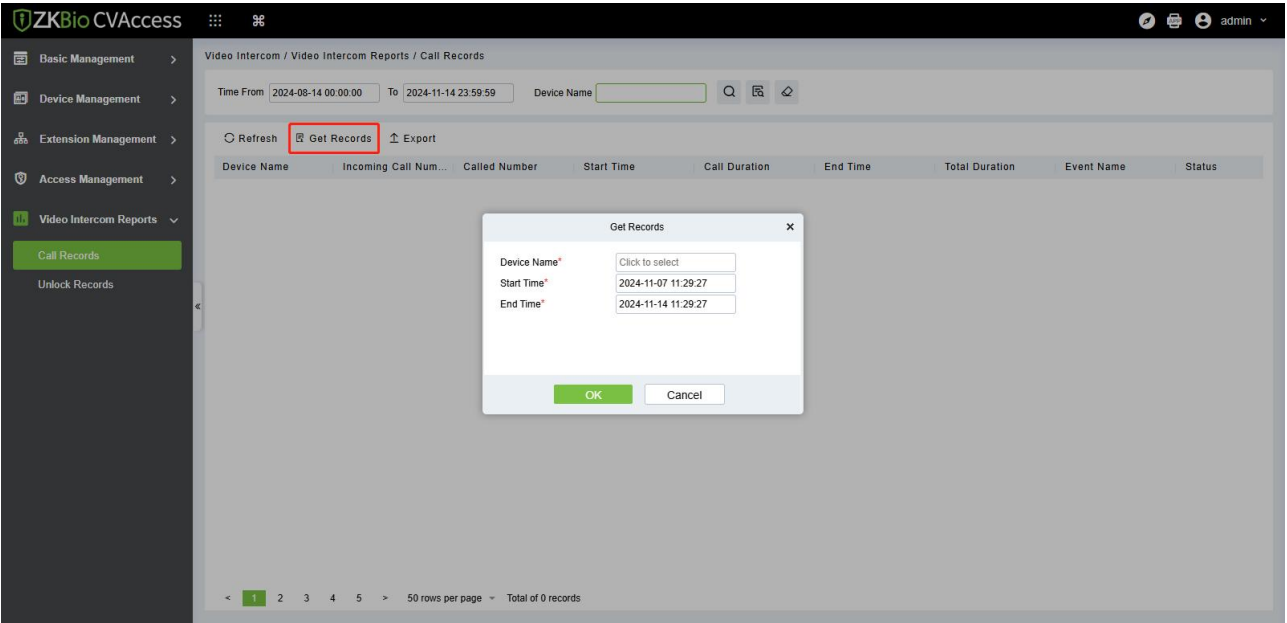 ZKBio CVAccess
admin
Basic Management
Device Management
Extension Management
Access Management
Video Intercom Reports
Call Records
Unlock Records
Video Intercom / Video Intercom Reports / Call Records
Time From 2024-08-14 00:00:00 To 2024-11-14 23:59:59 Device Name
Refresh Get Records Export
Device Name Incoming Call Num... Called Number Start Time Call Duration End Time Total Duration Event Name Status
Get Records
Device Name* Click to select
Start Time* 2024-11-07 11:29:27
End Time* 2024-11-14 11:29:27
OK Cancel
< 1 2 3 4 5 > 50 rows per page Total of 0 records